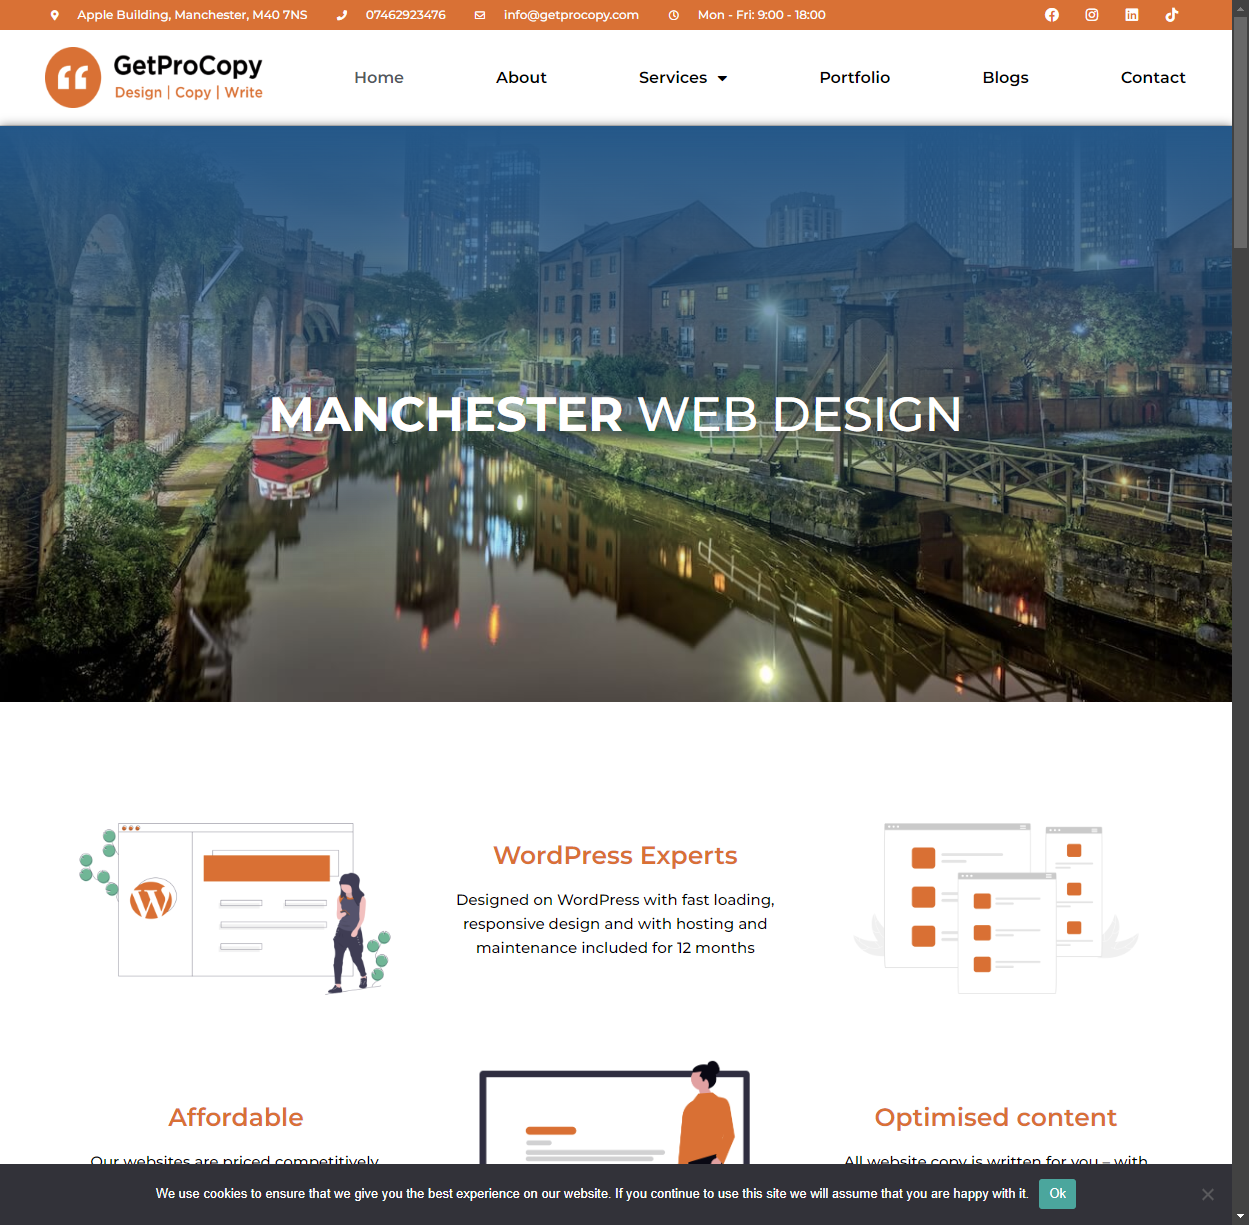 Apple Building, Manchester, M40 7NS
07462923476
info@getprocopy.com
Mon - Fri: 9:00 - 18:00
GetProCopy
Design | Copy | Write
Home
About
Services
Portfolio
Blogs
Contact
MANCHESTER WEB DESIGN
WordPress Experts
Designed on WordPress with fast loading,
responsive design and with hosting and
maintenance included for 12 months
Affordable
Optimised content
Our websites are priced competitively
All website copy is written for you – with
We use cookies to ensure that we give you the best experience on our website. If you continue to use this site we will assume that you are happy with it.
Ok